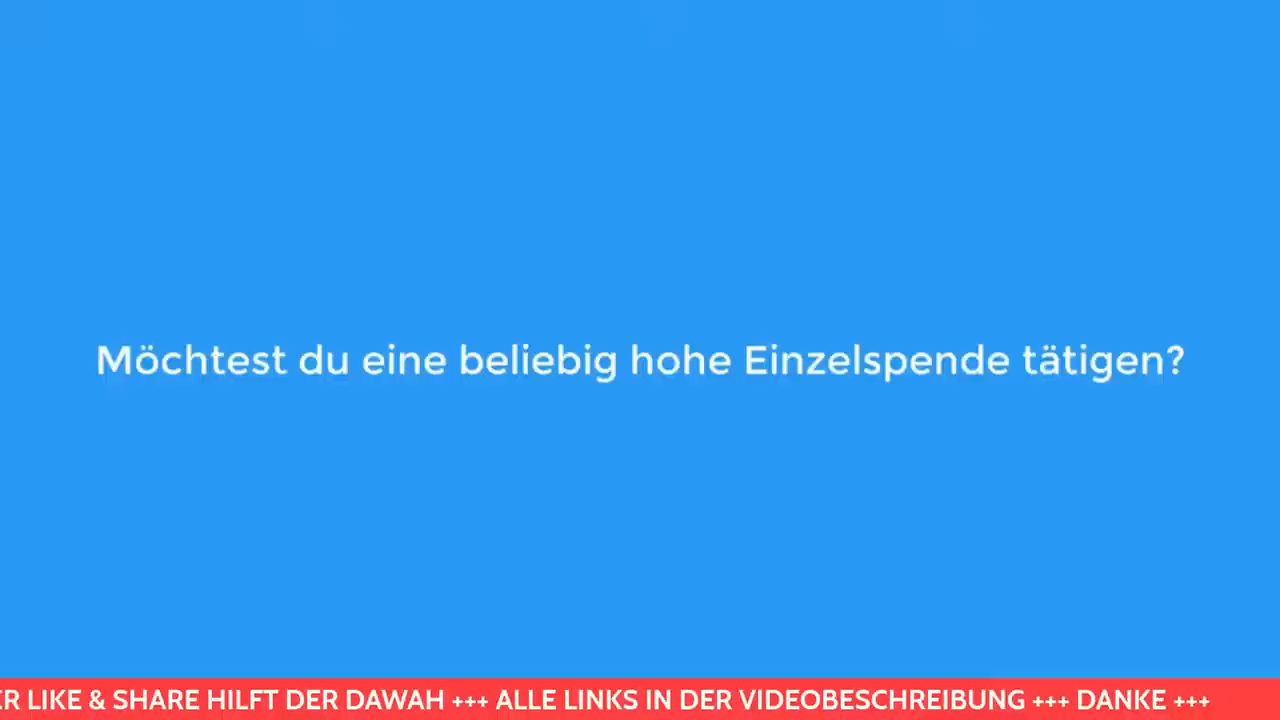 Möchtest du eine beliebig hohe Einzelspende tätigen?
LIKE & SHARE HILFT DER DAWAH +++ ALLE LINKS IN DER VIDEOBESCHREIBUNG +++ DANKE +++